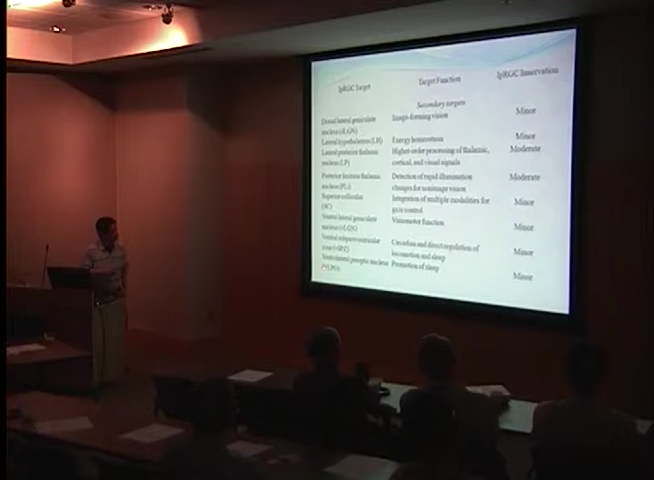 IpRGC Target Target Function IpRGC Innervation
Secondary targets
Dorsal lateral geniculate Image-forming vision Minor
nucleus (dLGN)
Lateral hypothalamus (LH) Energy homeostasis Minor
Lateral posterior thalamic Higher-order processing of thalamic, Moderate
nucleus (LP) cortical, and visual signals
Posterior limitans thalamic Detection of rapid illumination Moderate
nucleus (PLi) changes for nonimage vision
Superior colliculus Integration of multiple modalities for Minor
(SC) gaze control
Ventral lateral geniculate Visuomotor function Minor
nucleus (vLGN)
Ventral subparaventricular Circadian and direct regulation of Minor
zone (vSPZ) locomotion and sleep
Ventrolateral preoptic nucleus Promotion of sleep Minor
(VLPO)